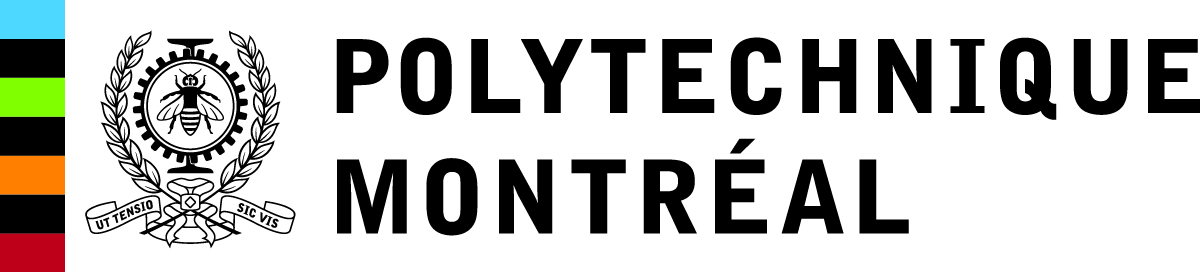 POLYTECHNIQUE
MONTRÉAL
UT TENSIO SIC VIS